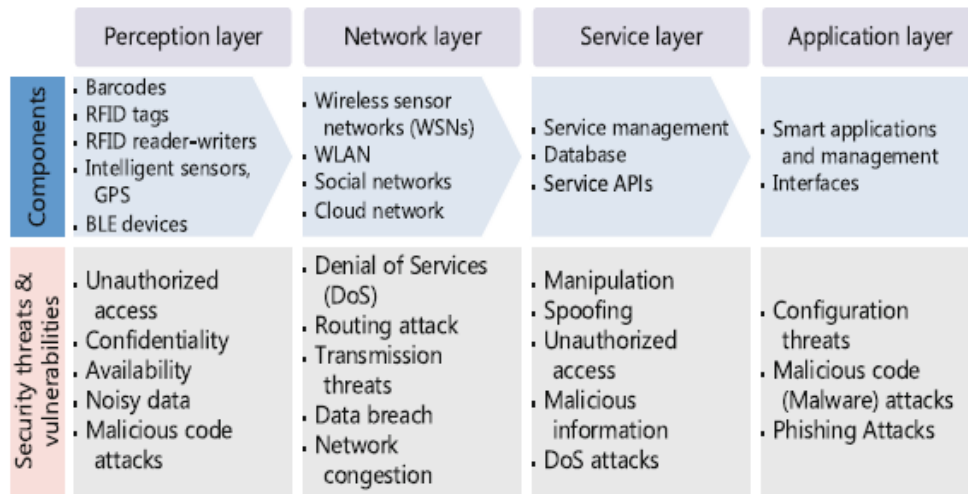 Perception layer
Network layer
Service layer
Application layer
Components
• Barcodes
• RFID tags
• RFID reader-writers
• Intelligent sensors,
GPS
• BLE devices
• Wireless sensor
networks (WSNs)
• WLAN
• Social networks
• Cloud network
• Service management
• Database
• Service APIs
• Smart applications
and management
• Interfaces
Security threats &
vulnerabilities
• Unauthorized
access
• Confidentiality
• Availability
• Noisy data
• Malicious code
attacks
• Denial of Services
(DoS)
• Routing attack
• Transmission
threats
• Data breach
• Network
congestion
• Manipulation
• Spoofing
• Unauthorized
access
• Malicious
information
• DoS attacks
• Configuration
threats
• Malicious code
(Malware) attacks
• Phishing Attacks